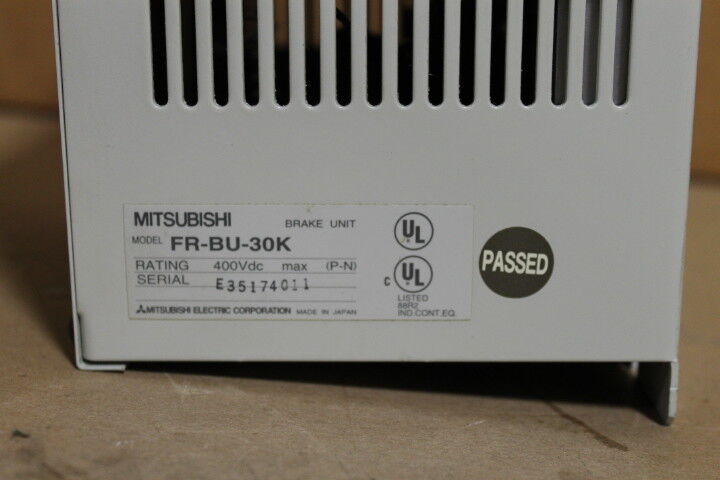 MITSUBISHI BRAKE UNIT
MODEL FR-BU-30K
RATING 400Vdc max (P-N)
SERIAL E35174011
MITSUBISHI ELECTRIC CORPORATION MADE IN JAPAN
UL
C UL
LISTED
88R2
IND.CONT.EQ.
PASSED